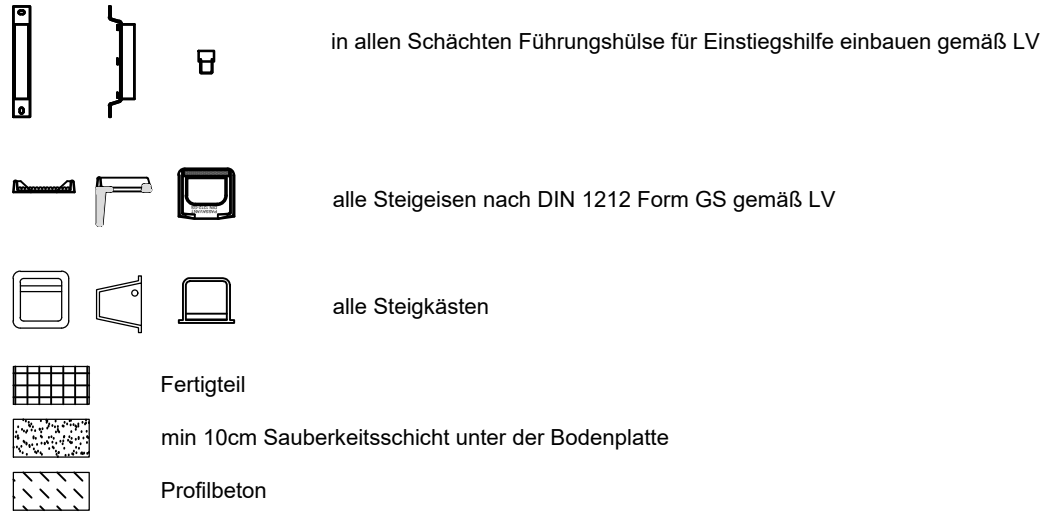 in allen Schächten Führungshülse für Einstiegshilfe einbauen gemäß LV
alle Steigeisen nach DIN 1212 Form GS gemäß LV
alle Steigkästen
Fertigteil
min 10cm Sauberkeitsschicht unter der Bodenplatte
Profilbeton